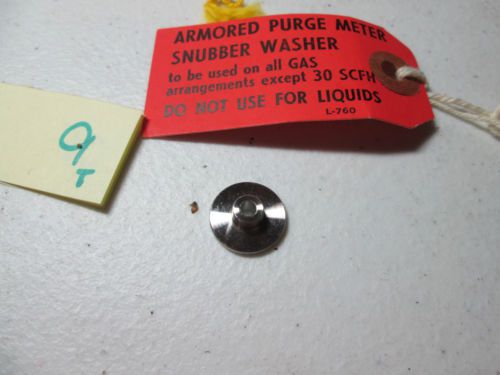 ARMORED PURGE METER
SNUBBER WASHER
to be used on all GAS
arrangements except 30 SCFH
DO NOT USE FOR LIQUIDS
L-760
9
T